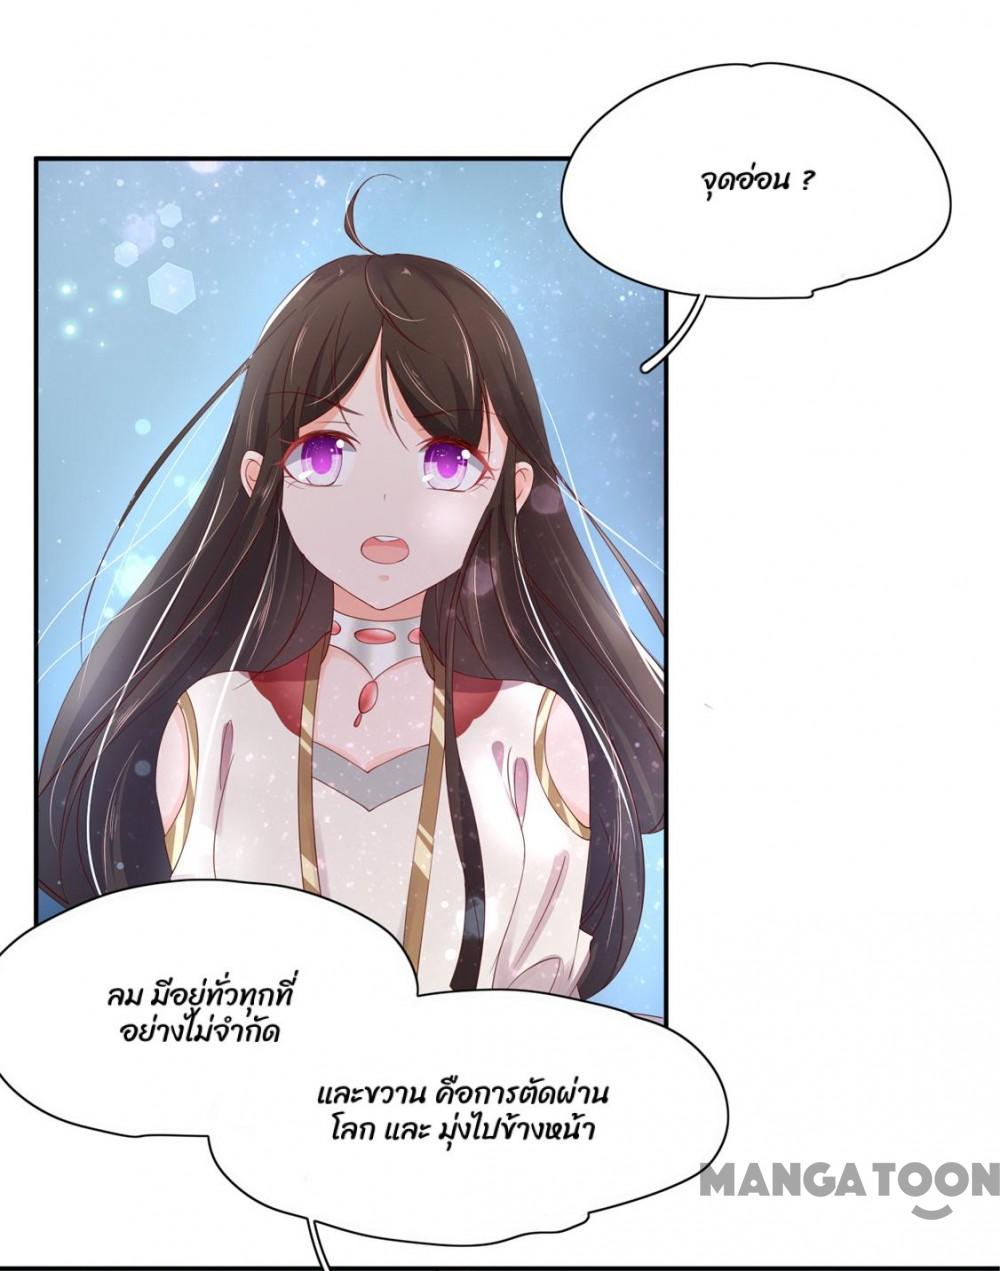 จุดอ่อน ?
ลม มีอยู่ทั่วทุกที่
อย่างไม่จำกัด
และขวาน คือการตัดผ่าน
โลก และ มุ่งไปข้างหน้า
MANGATOON